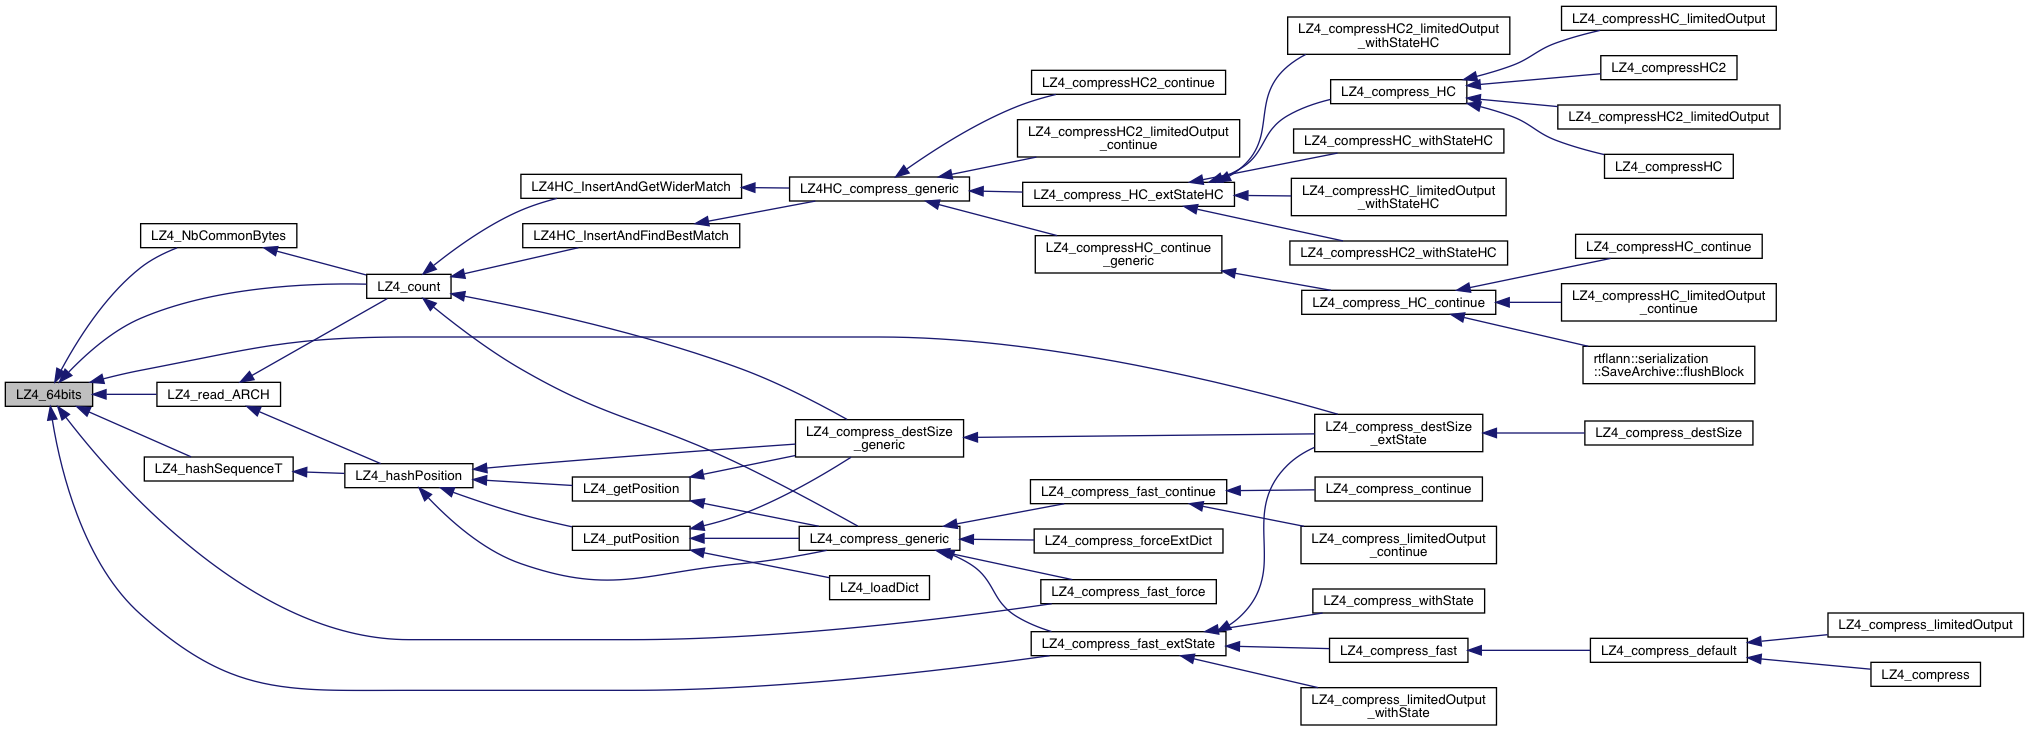 LZ4_compressHC_limitedOutput
LZ4_compressHC2_limitedOutput
_withStateHC
LZ4_compressHC2
LZ4_compressHC2_continue
LZ4_compress_HC
LZ4_compressHC2_limitedOutput
LZ4_compressHC2_limitedOutput
_continue
LZ4_compressHC_withStateHC
LZ4_compressHC
LZ4HC_InsertAndGetWiderMatch
LZ4HC_compress_generic
LZ4_compress_HC_extStateHC
LZ4_compressHC_limitedOutput
_withStateHC
LZ4_NbCommonBytes
LZ4HC_InsertAndFindBestMatch
LZ4_compressHC_continue
_generic
LZ4_compressHC2_withStateHC
LZ4_compressHC_continue
LZ4_count
LZ4_compress_HC_continue
LZ4_compressHC_limitedOutput
_continue
rtflann::serialization
::SaveArchive::flushBlock
LZ4_64bits
LZ4_read_ARCH
LZ4_compress_destSize
_generic
LZ4_compress_destSize
_extState
LZ4_compress_destSize
LZ4_hashSequenceT
LZ4_hashPosition
LZ4_getPosition
LZ4_compress_fast_continue
LZ4_compress_continue
LZ4_putPosition
LZ4_compress_generic
LZ4_compress_forceExtDict
LZ4_compress_limitedOutput
_continue
LZ4_loadDict
LZ4_compress_fast_force
LZ4_compress_withState
LZ4_compress_fast_extState
LZ4_compress_fast
LZ4_compress_default
LZ4_compress_limitedOutput
LZ4_compress
LZ4_compress_limitedOutput
_withState